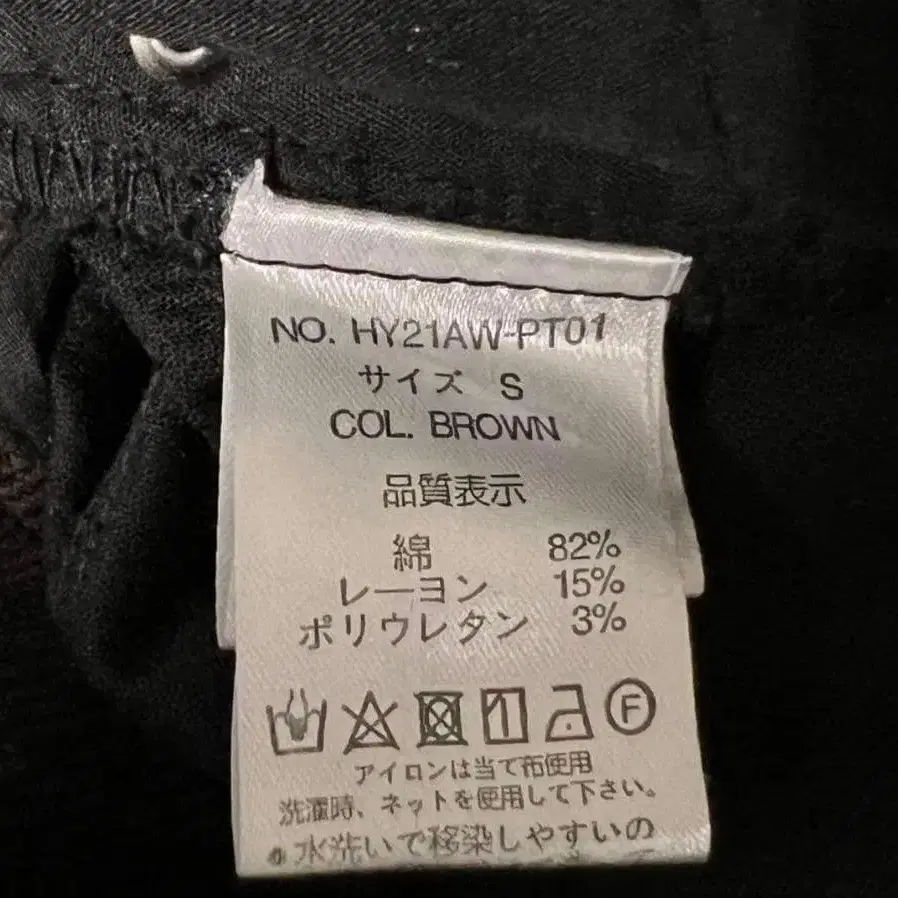 NO. HY21AW-PT01
サイズ S
COL. BROWN
品質表示
綿 82%
レーヨン 15%
ポリウレタン 3%
F
アイロンは当て布使用
洗濯時、ネットを使用して下さい。
水洗いで移染しやすいの